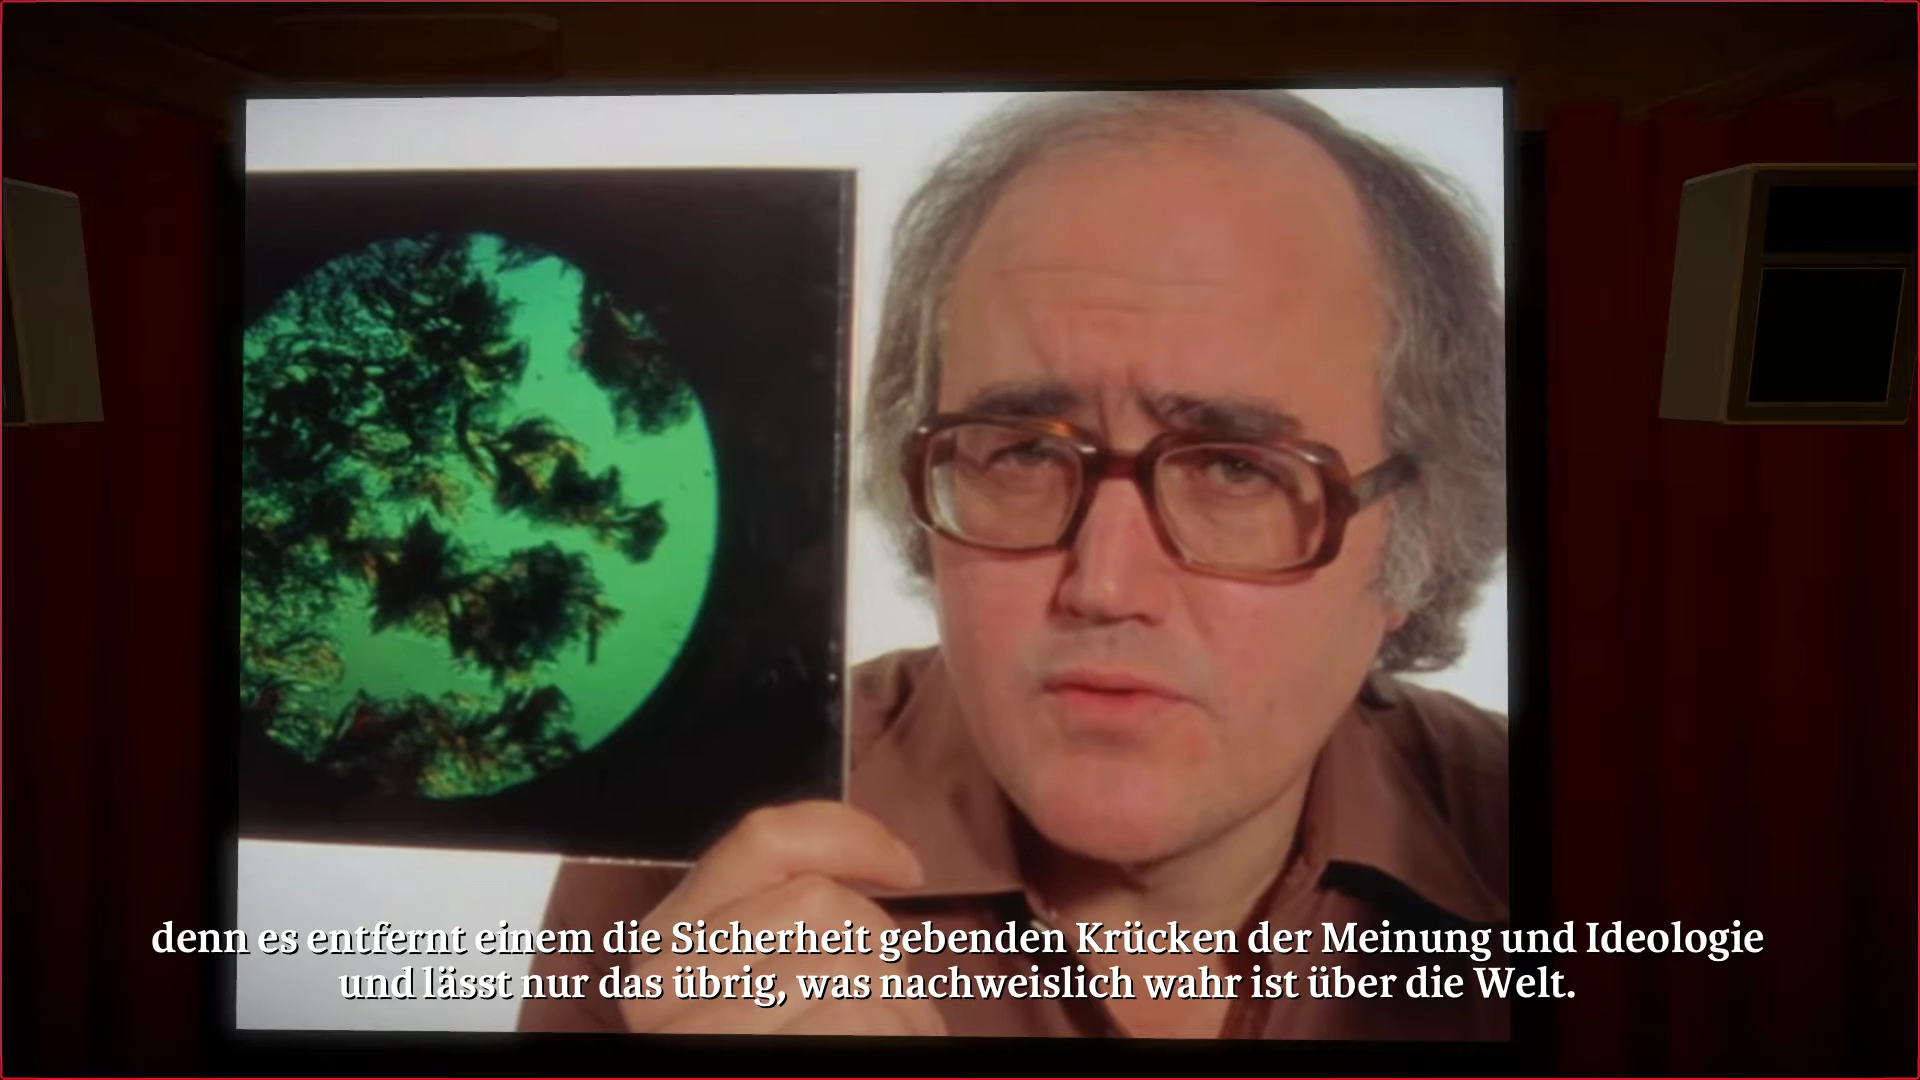 denn es entfernt einem die Sicherheit gebenden Krücken der Meinung und Ideologie
und lässt nur das übrig, was nachweislich wahr ist über die Welt.